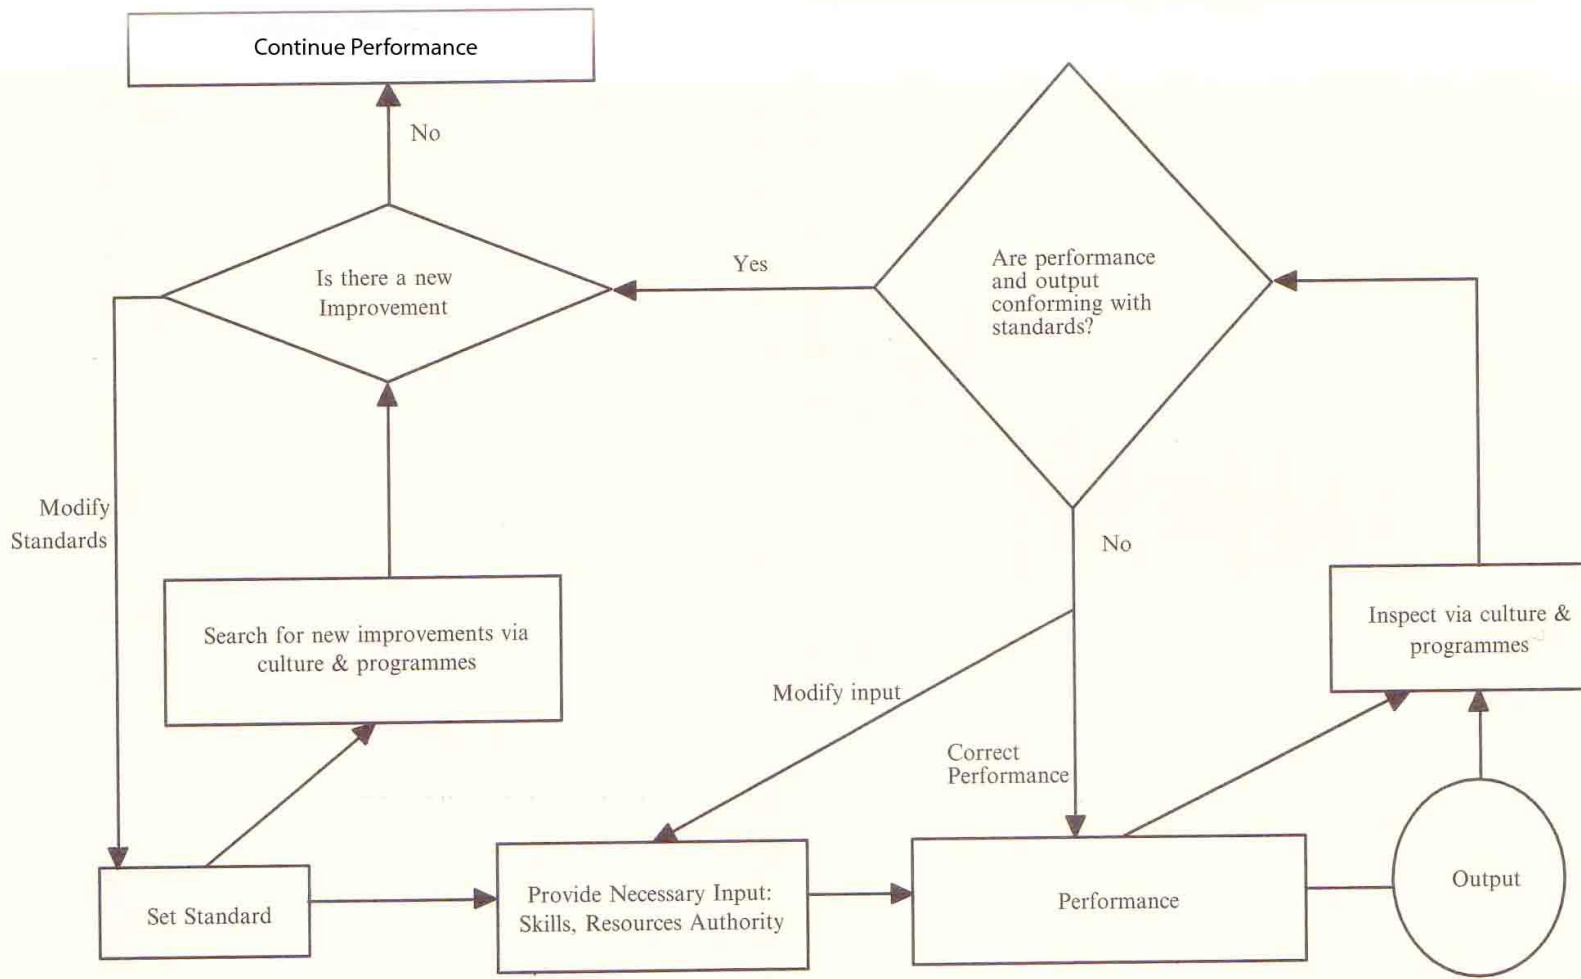 Continue Performance
No
Is there a new
Improvement
Yes
Are performance
and output
conforming with
standards?
Modify
Standards
No
Search for new improvements via
culture & programmes
Inspect via culture &
programmes
Modify input
Correct
Performance
Set Standard
Provide Necessary Input:
Skills, Resources Authority
Performance
Output